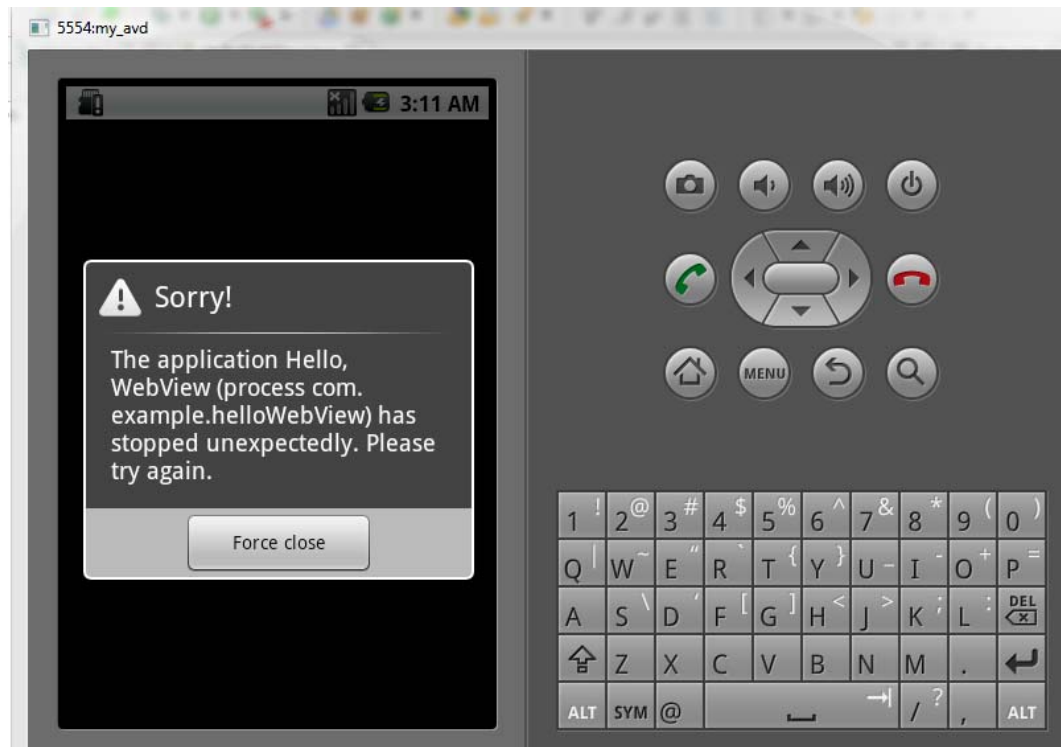 5554:my_avd
3:11 AM
Sorry!
The application Hello,
WebView (process com.
example.helloWebView) has
stopped unexpectedly. Please
try again.
Force close
MENU
1 ! 2 @ 3 # 4 $ 5 % 6 ^ 7 & 8 * 9 ( 0 )
Q | W ~ E " R ` T { Y } U _ I - O + P =
A S \ D ' F [ G ] H < J > K ; L : DEL
Z X C V B N M .
ALT SYM @ / ? , ALT